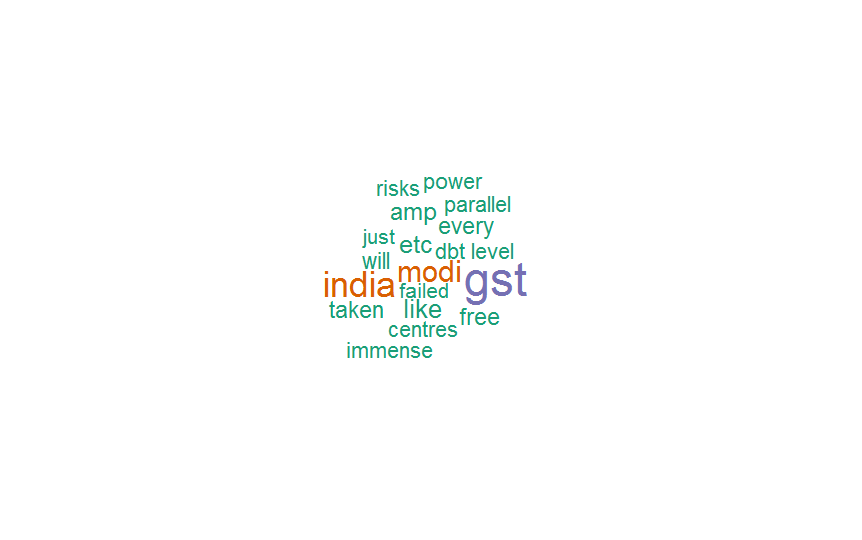 risks power
amp parallel
every
just etc dbt level
will
india modi gst
failed
taken like free
centres
immense